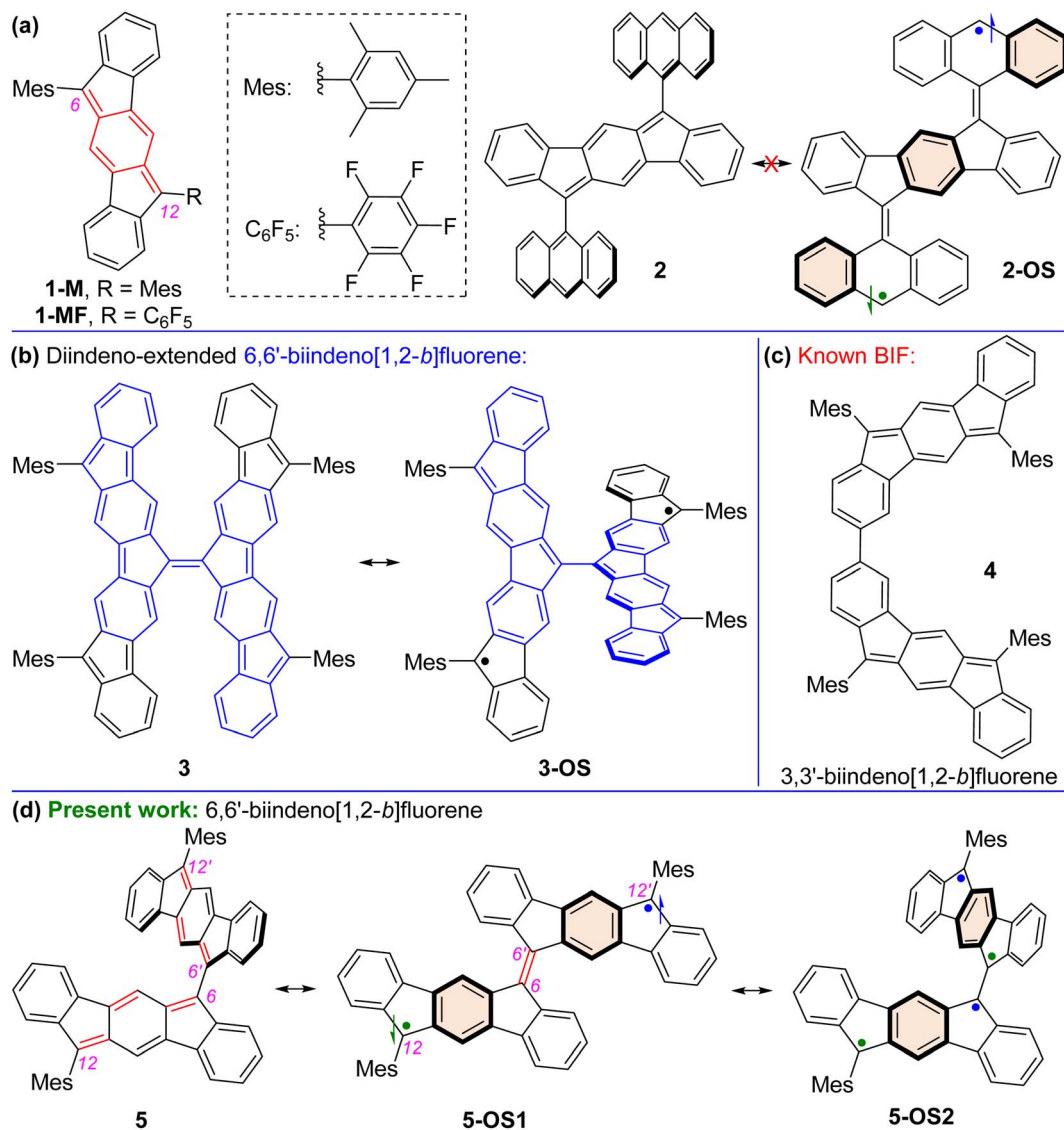 (a)
Mes
6
12
R
1-M, R = Mes
1-MF, R = C6F5
Mes:
C6F5:
F
F
F
F
F
2
X
2-OS
(b) Diindeno-extended 6,6'-biindeno[1,2-b]fluorene:
Mes
Mes
Mes
Mes
3
Mes
Mes
Mes
Mes
3-OS
(c) Known BIF:
Mes
Mes
4
Mes
Mes
3,3'-biindeno[1,2-b]fluorene
(d) Present work: 6,6'-biindeno[1,2-b]fluorene
Mes
12'
6'
6
12
Mes
5
Mes
12'
6'
6
12
Mes
5-OS1
Mes
Mes
5-OS2